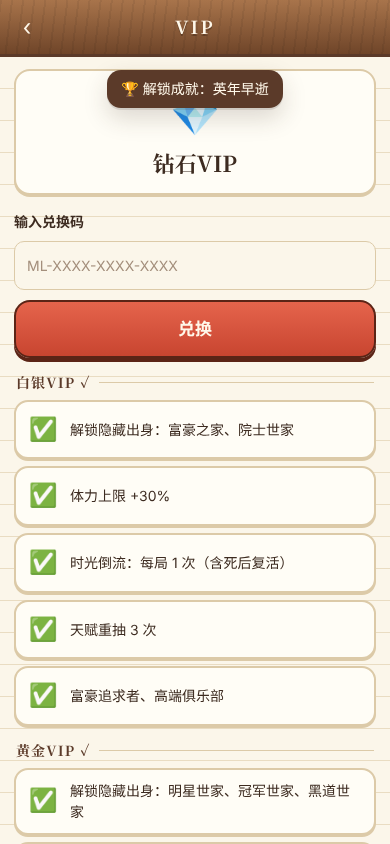 VIP
解锁成就：英年早逝
钻石VIP
输入兑换码
ML-XXXX-XXXX-XXXX
兑换
白银VIP ✓
解锁隐藏出身：富豪之家、院士世家
体力上限 +30%
时光倒流：每局 1 次（含死后复活）
天赋重抽 3 次
富豪追求者、高端俱乐部
黄金VIP ✓
解锁隐藏出身：明星世家、冠军世家、黑道世
家